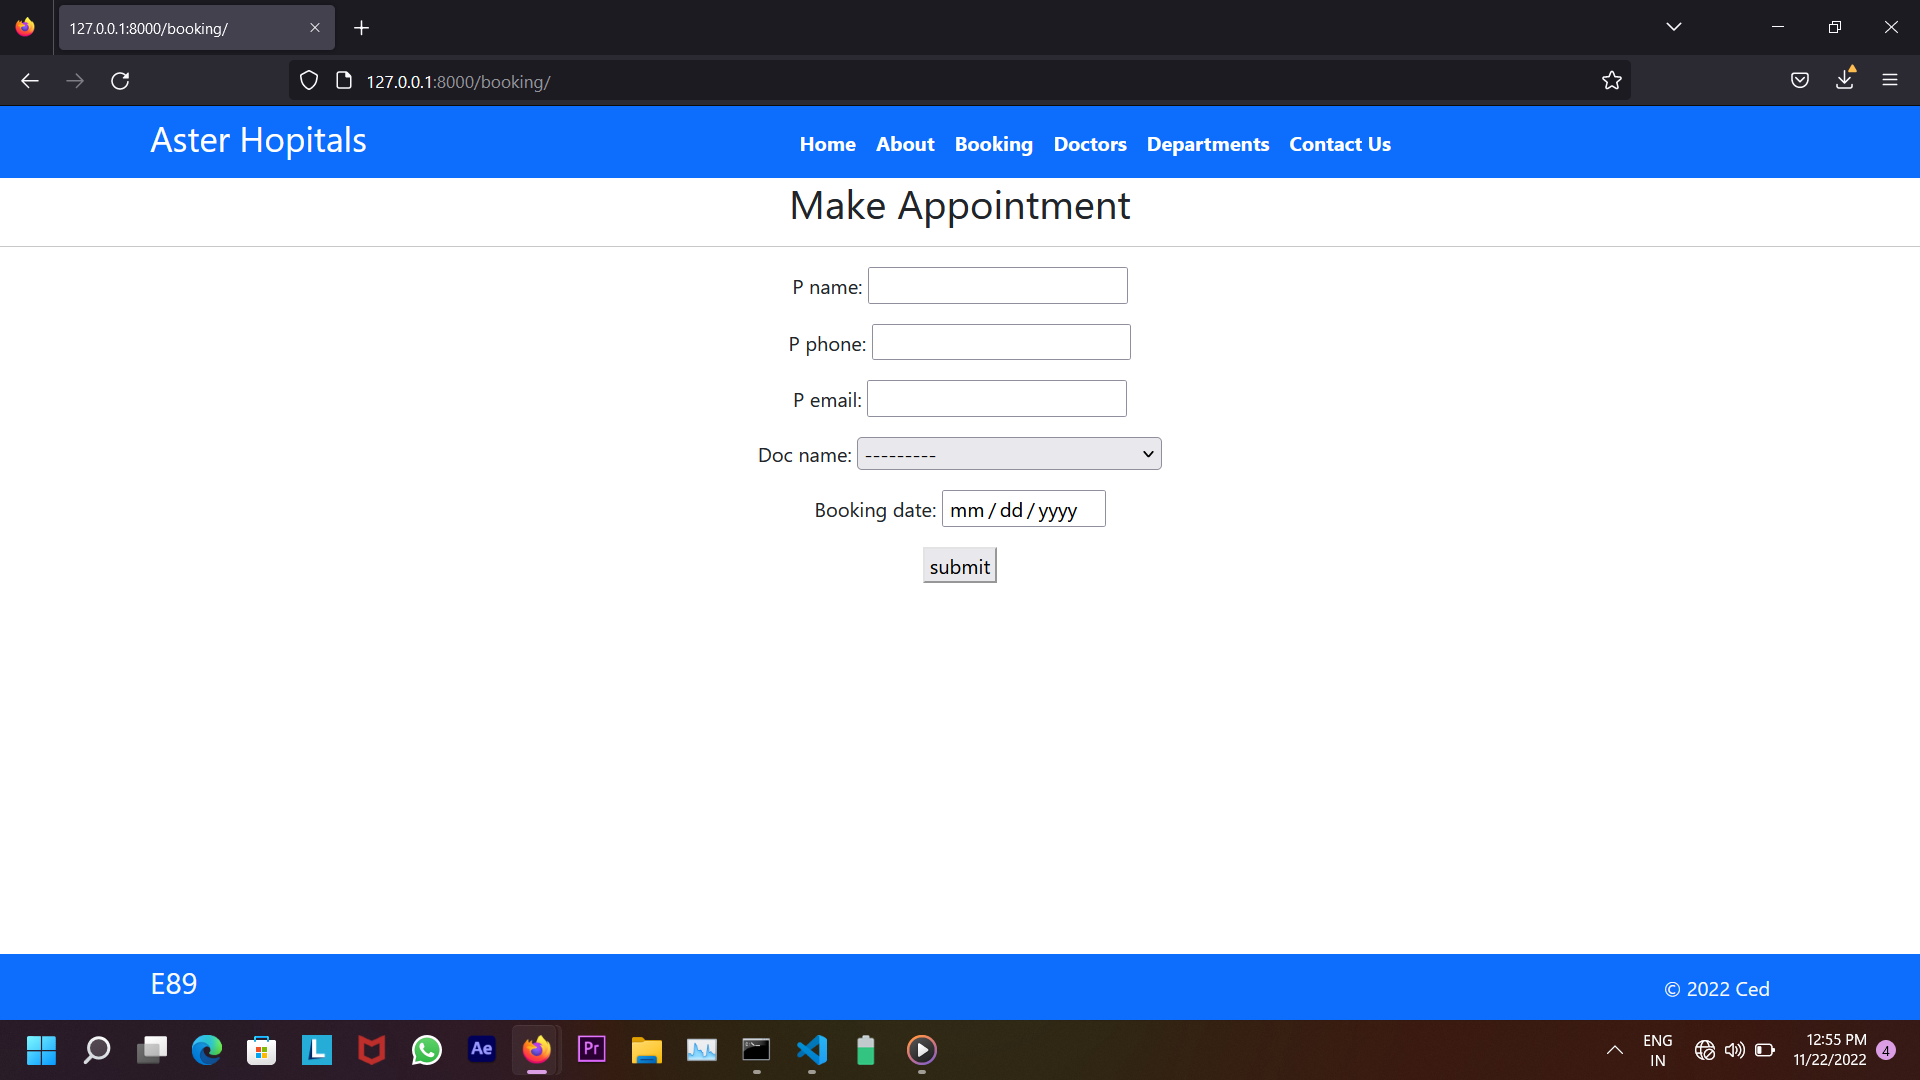 127.0.0.1:8000/booking/
127.0.0.1:8000/booking/
Aster Hopitals
Home About Booking Doctors Departments Contact Us
Make Appointment
P name:
P phone:
P email:
Doc name: ---------
Booking date: mm / dd / yyyy
submit
E89
© 2022 Ced
L
Ae
Pr
ENG
IN
12:55 PM
11/22/2022
4